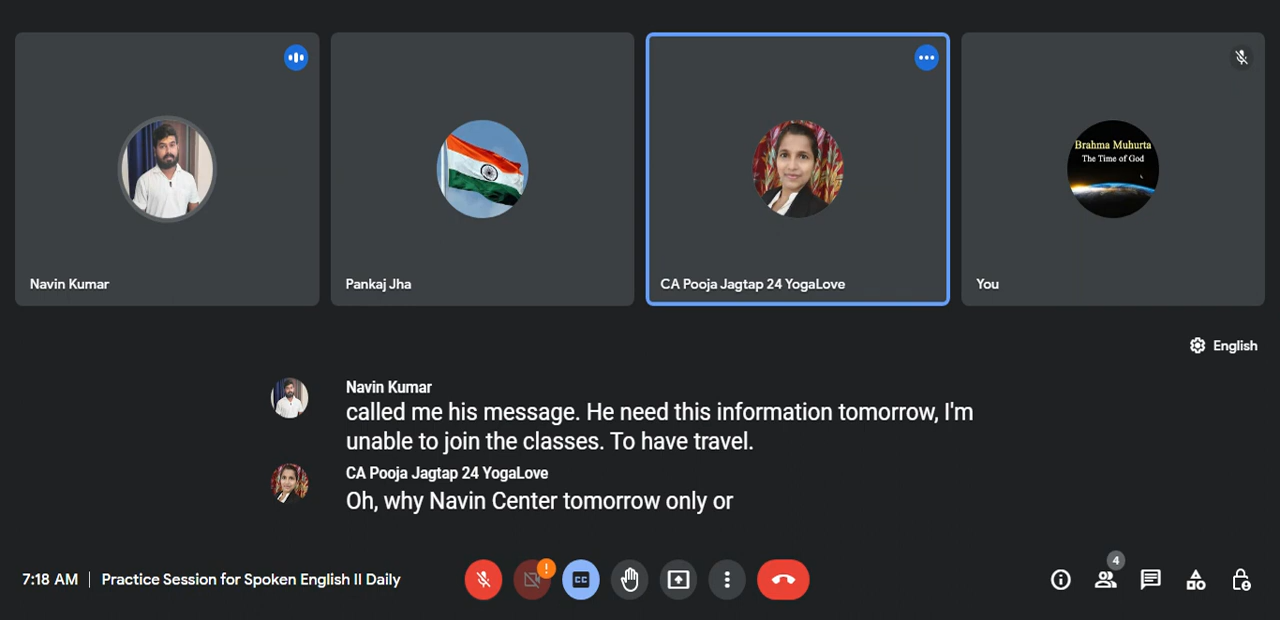 Brahma Muhurta
The Time of God
Navin Kumar
Pankaj Jha
CA Pooja Jagtap 24 YogaLove
You
English
Navin Kumar
called me his message. He need this information tomorrow, I'm
unable to join the classes. To have travel.
CA Pooja Jagtap 24 YogaLove
Oh, why Navin Center tomorrow only or
4
7:18 AM | Practice Session for Spoken English II Daily
!
CC